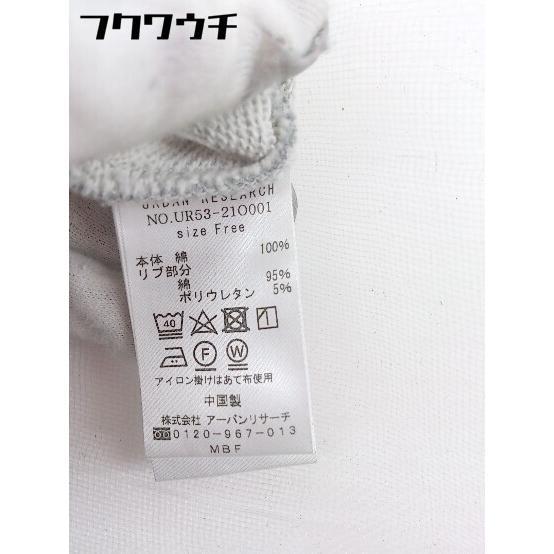 フクワウチ
URBAN RESEARCH
NO.UR53-21O001
size Free
本体 綿 100%
リブ部分
綿 95%
ポリウレタン 5%
40
F W
アイロン掛けはあて布使用
中国製
株式会社 アーバンリサーチ
0120-967-013
MBF